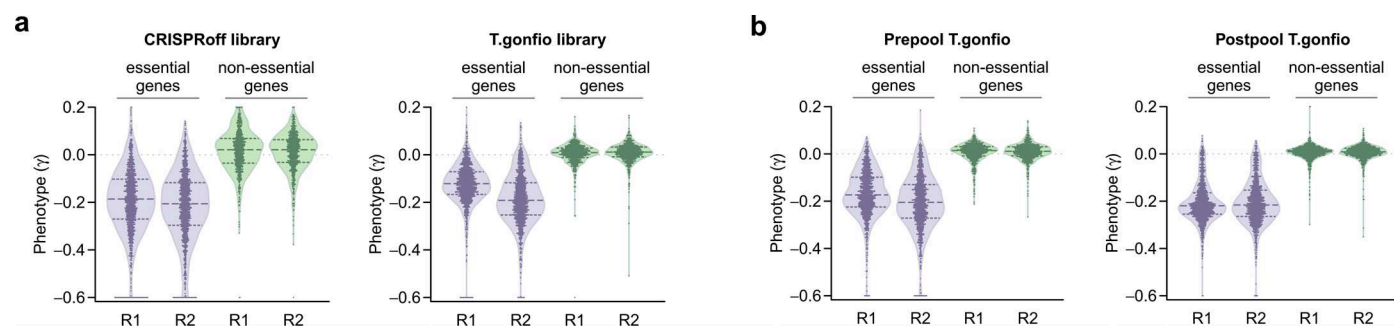 a
CRISPRoff library
essential genes
non-essential genes
Phenotype (γ)
0.2
0.0
–0.2
–0.4
–0.6
R1 R2 R1 R2
T.gonfio library
essential genes
non-essential genes
Phenotype (γ)
0.2
0.0
–0.2
–0.4
–0.6
R1 R2 R1 R2
b
Prepool T.gonfio
essential genes
non-essential genes
Phenotype (γ)
0.2
0.0
–0.2
–0.4
–0.6
R1 R2 R1 R2
Postpool T.gonfio
essential genes
non-essential genes
Phenotype (γ)
0.2
0.0
–0.2
–0.4
–0.6
R1 R2 R1 R2